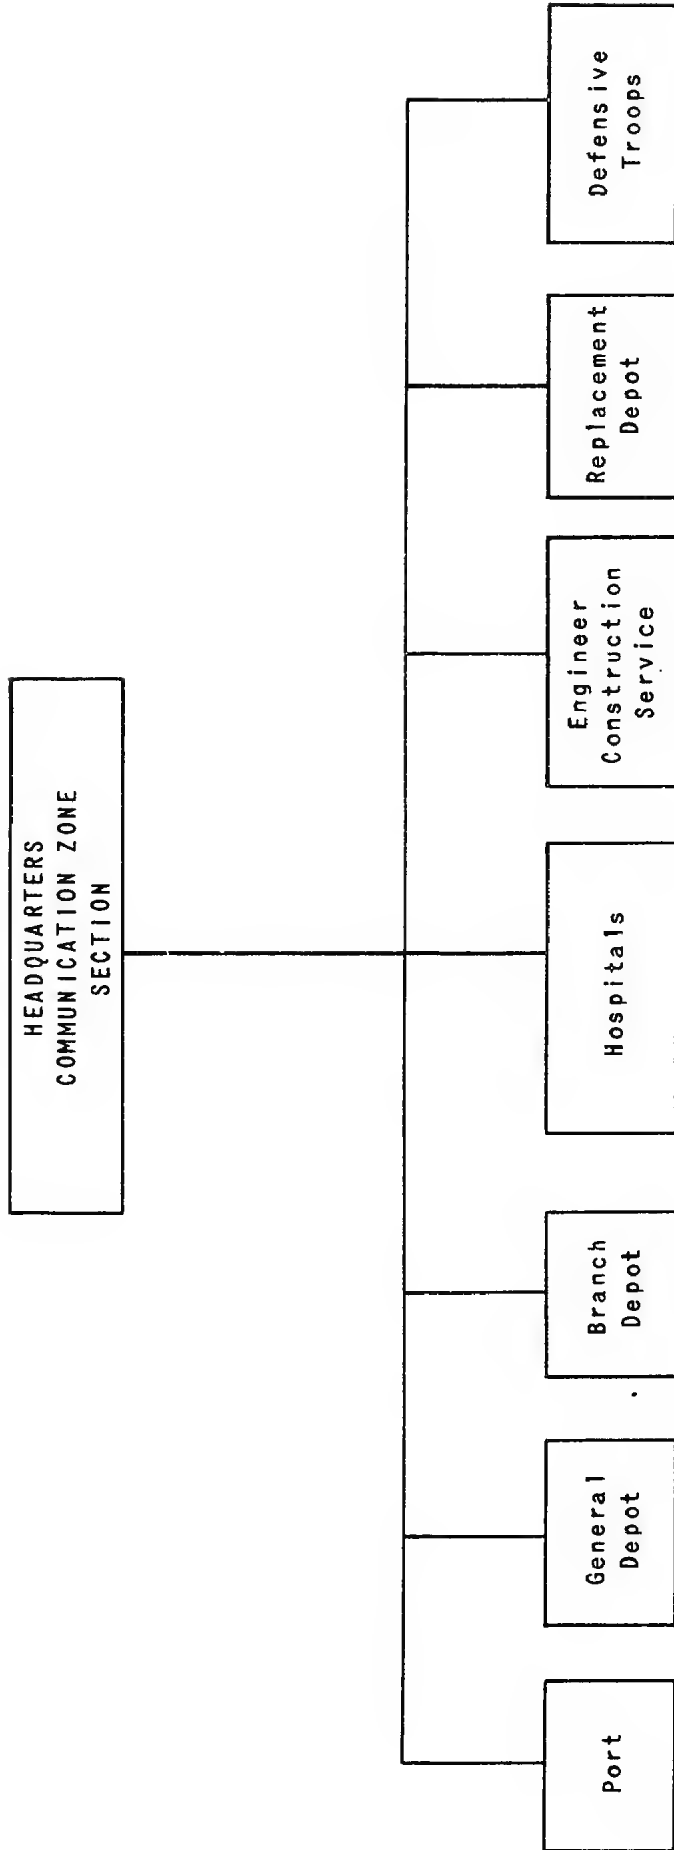 HEADQUARTERS
COMMUNICATION ZONE
SECTION
Port
General
Depot
Branch
Depot
Hospitals
Engineer
Construction
Service
Replacement
Depot
Defensive
Troops